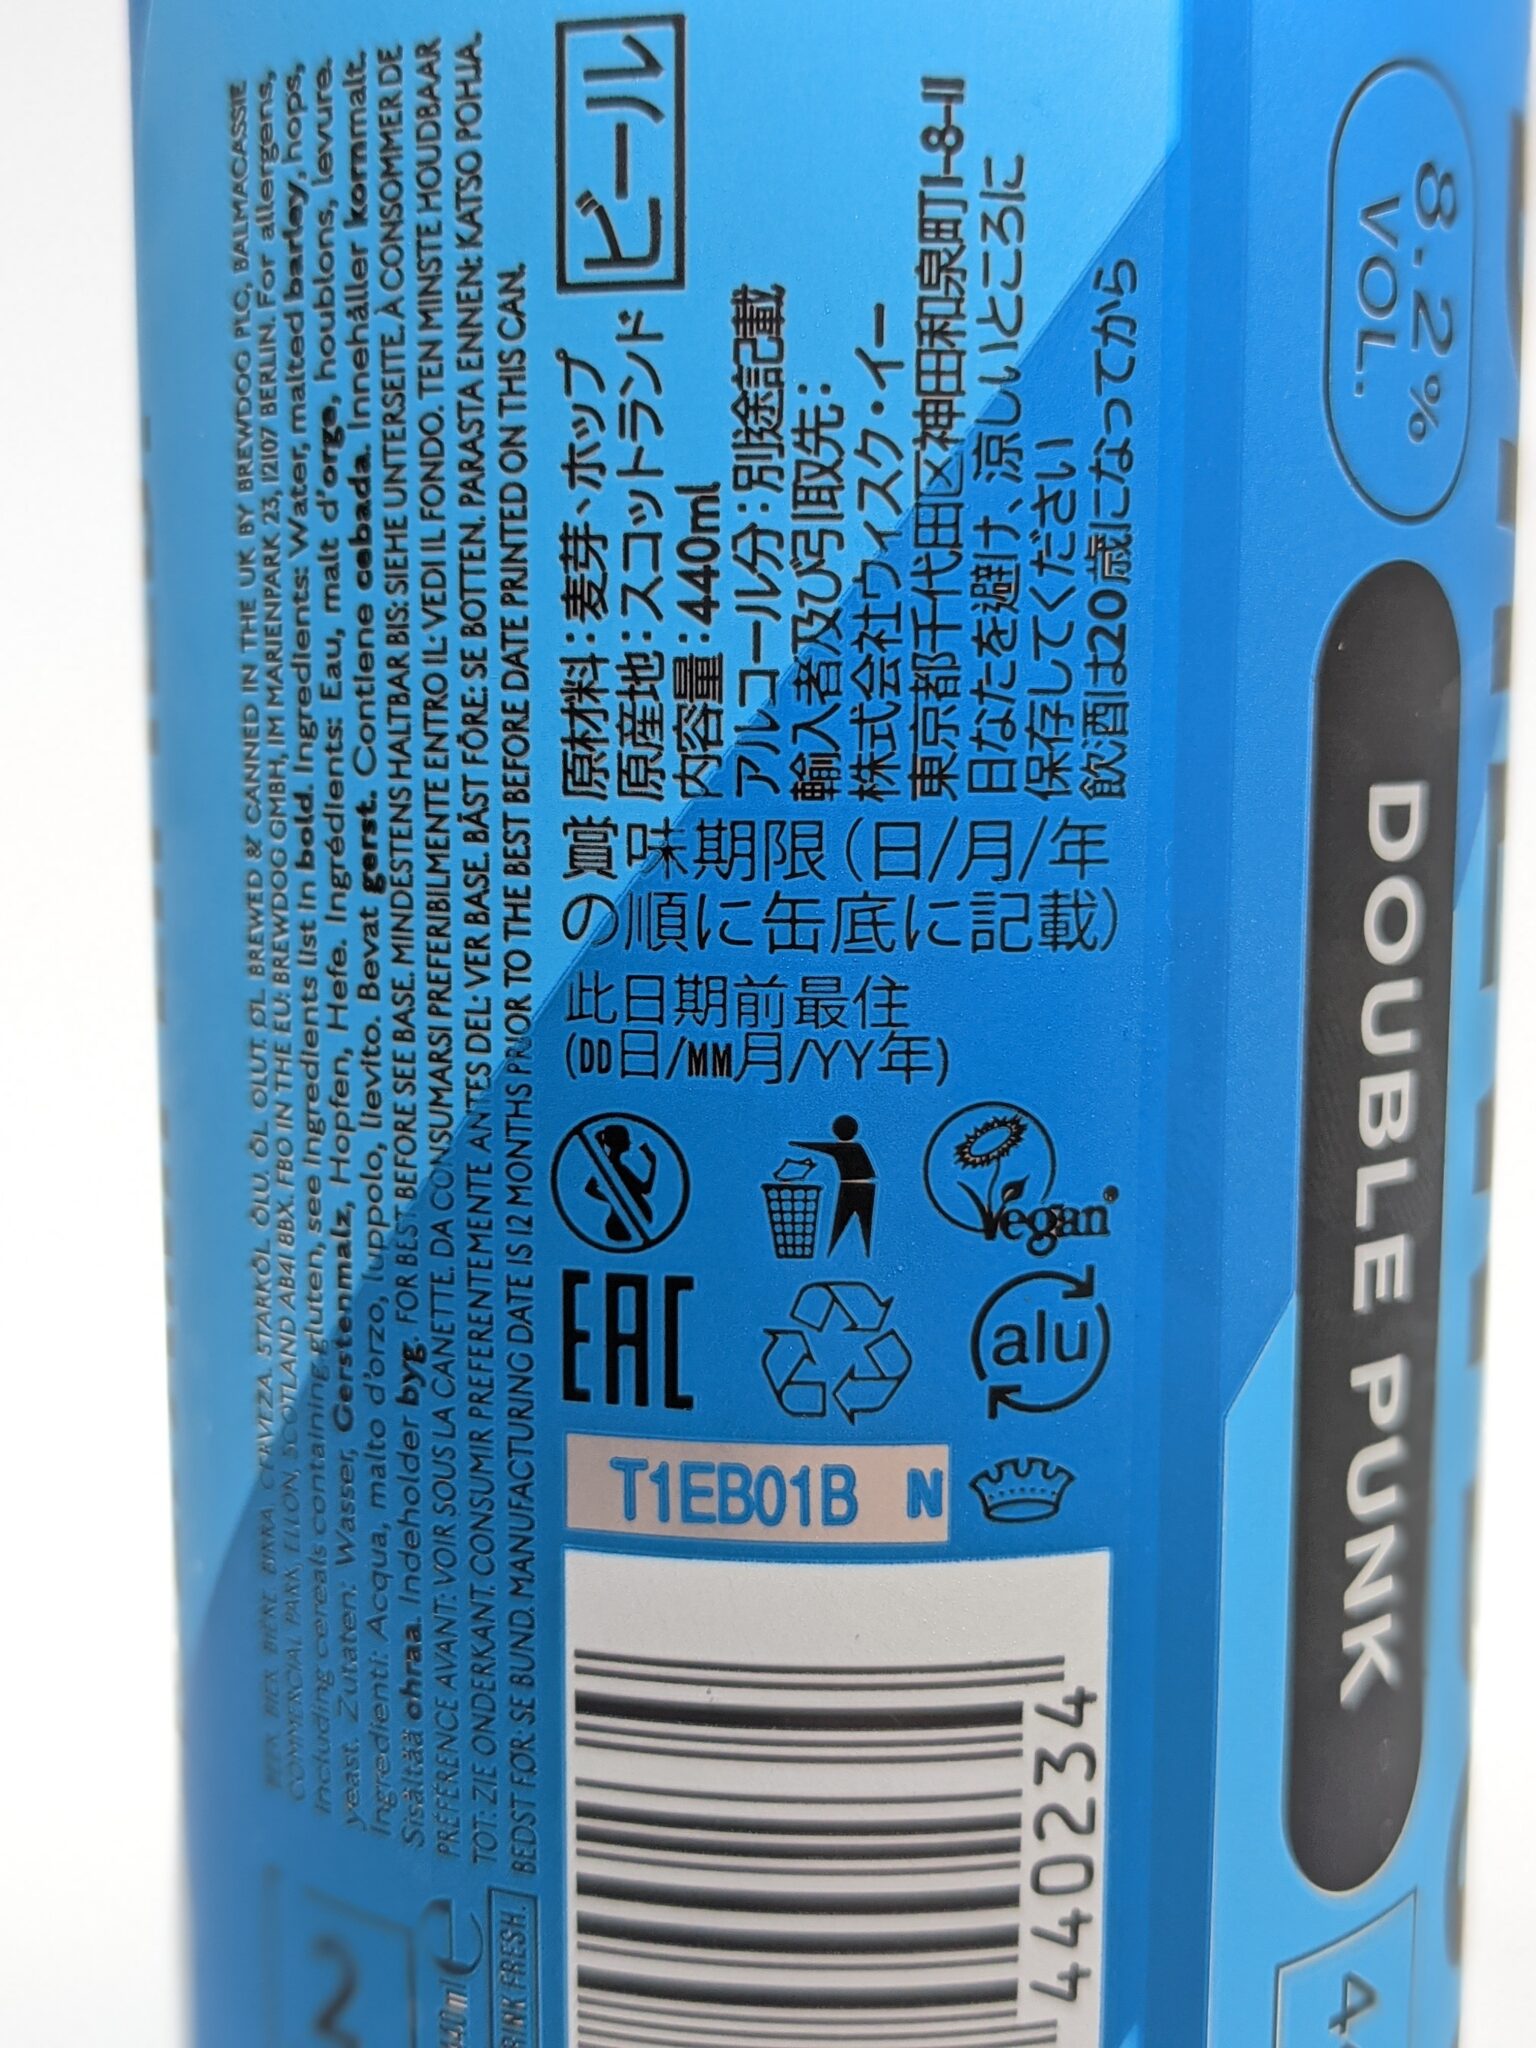 BEER. BIER. BIÈRE. BIRRA. CERVEZA. STARKÖL. ÖLU. ÖL. OLUT. ØL. BREWED & CANNED IN THE UK BY BREWDOG PLC, BALMACASSIE
COMMERCIAL PARK, ELLON, SCOTLAND AB41 8BX. FBO IN THE EU: BREWDOG GMBH, IM MARIENPARK 23, 12107 BERLIN. For allergens,
including cereals containing gluten, see ingredients list in bold. Ingredients: Water, malted barley, hops,
yeast. Zutaten: Wasser, Gerstenmalz, Hopfen, Hefe. Ingrédients: Eau, malt d'orge, houblons, levure.
Ingredienti: Acqua, malto d'orzo, luppolo, lievito. Bevat gerst. Contiene cebada. Innehåller kornmalt.
Sisältää ohraa. Indeholder byg. FOR BEST BEFORE SEE BASE. MINDESTENS HALTBAR BIS: SIEHE UNTERSEITE. À CONSOMMER DE
PRÉFÉRENCE AVANT: VOIR SOUS LA CANETTE. DA CONSUMARSI PREFERIBILMENTE ENTRO IL: VEDI IL FONDO. TEN MINSTE HOUDBAAR
TOT: ZIE ONDERKANT. CONSUMIR PREFERENTEMENTE ANTES DEL: VER BASE. BÄST FÖRE: SE BOTTEN. PARASTA ENNEN: KATSO POHJA.
BEDST FØR: SE BUND. MANUFACTURING DATE IS 12 MONTHS PRIOR TO THE BEST BEFORE DATE PRINTED ON THIS CAN.
440ml e
DRINK FRESH.
原材料：麦芽、ホップ
ビール
原産地：スコットランド
内容量：440ml
アルコール分：別途記載
輸入者及び引取先：
株式会社ウィスク・イー
東京都千代田区神田和泉町1-8-11
日なたを避け、涼しいところに
保存してください
飲酒は20歳になってから
賞味期限（日/月/年
の順に缶底に記載）
此日期前最住
(DD日/MM月/YY年)
EAC
Vegan
alu
T1EB01B N
440234
8.2%
VOL.
DOUBLE PUNK